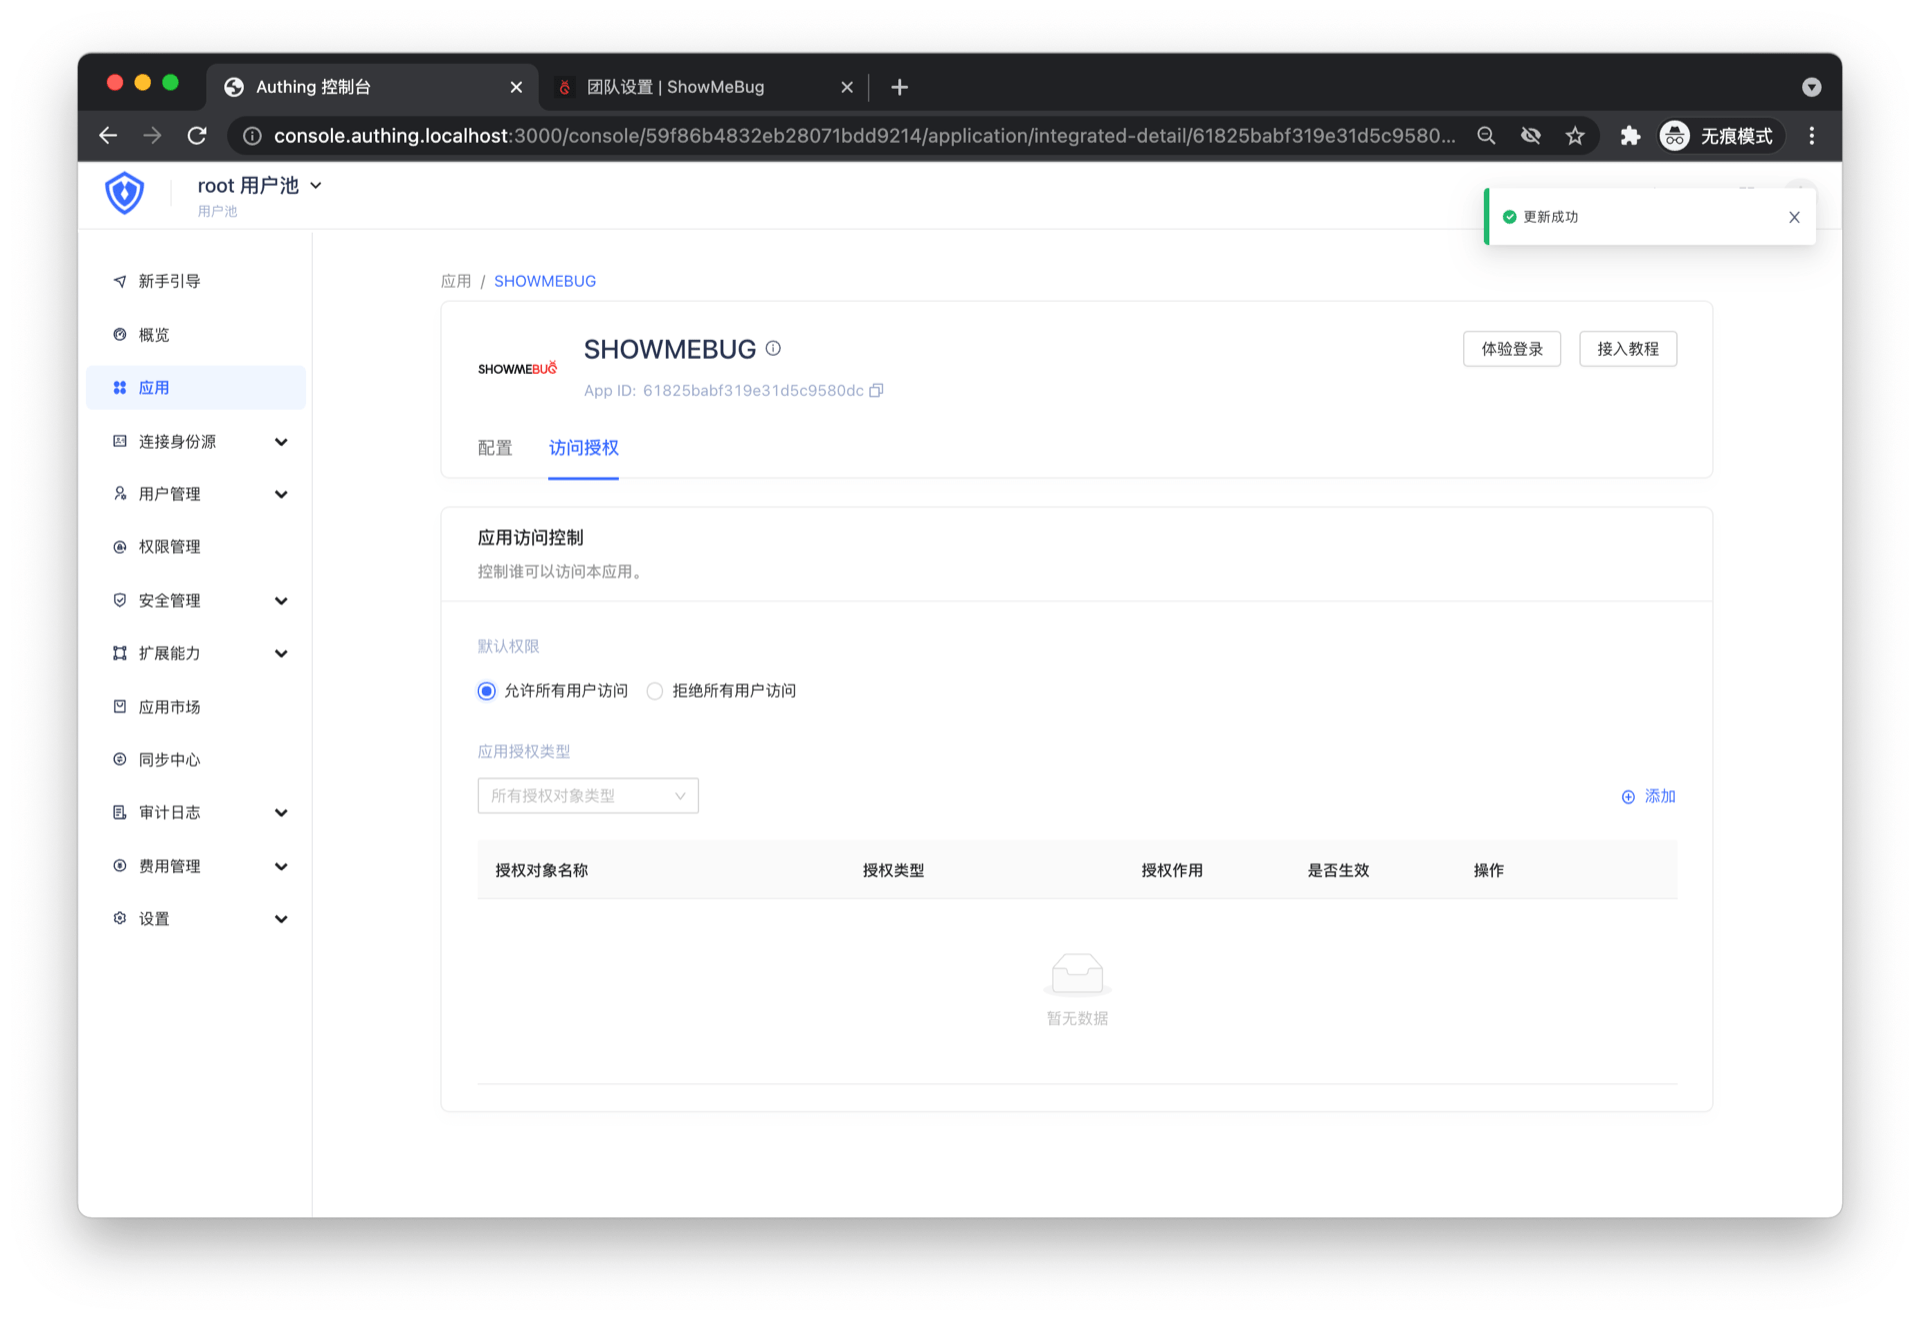 Authing 控制台
团队设置 | ShowMeBug
console.authing.localhost:3000/console/59f86b4832eb28071bdd9214/application/integrated-detail/61825babf319e31d5c9580...
无痕模式
root 用户池
用户池
更新成功
新手引导
概览
应用
连接身份源
用户管理
权限管理
安全管理
扩展能力
应用市场
同步中心
审计日志
费用管理
设置
应用 / SHOWMEBUG
SHOWMEBUG
SHOWMEBUG
App ID: 61825babf319e31d5c9580dc
体验登录
接入教程
配置
访问授权
应用访问控制
控制谁可以访问本应用。
默认权限
允许所有用户访问
拒绝所有用户访问
应用授权类型
所有授权对象类型
添加
授权对象名称 授权类型 授权作用 是否生效 操作
暂无数据